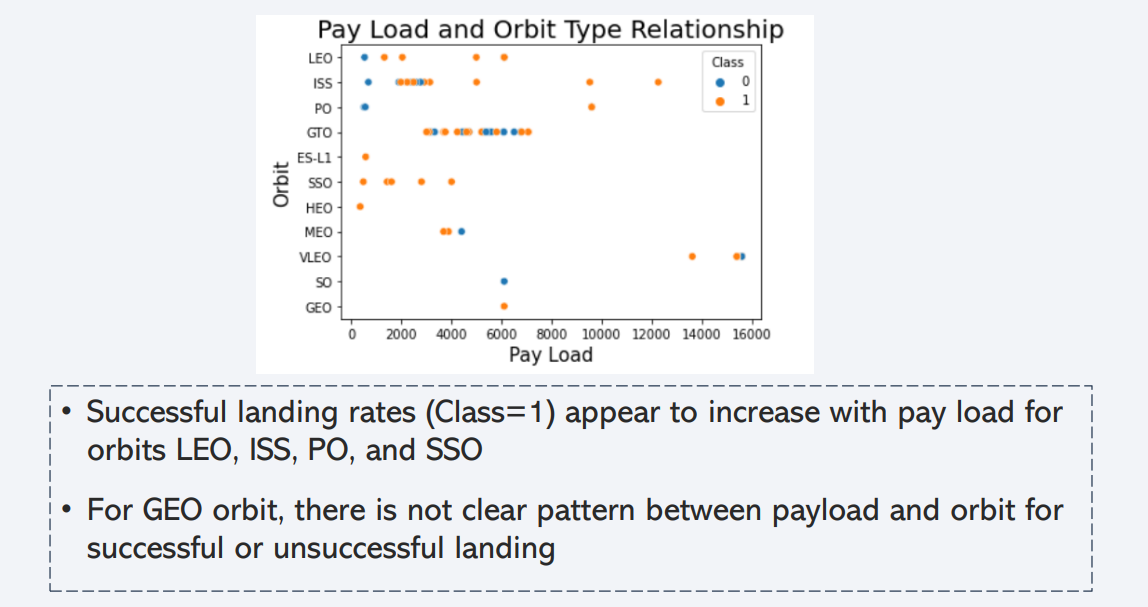 Pay Load and Orbit Type Relationship
LEO
ISS
PO
GTO
ES-L1
SSO
HEO
MEO
VLEO
SO
GEO
Orbit
Class
0
1
0 2000 4000 6000 8000 10000 12000 14000 16000
Pay Load
• Successful landing rates (Class=1) appear to increase with pay load for
orbits LEO, ISS, PO, and SSO
• For GEO orbit, there is not clear pattern between payload and orbit for
successful or unsuccessful landing